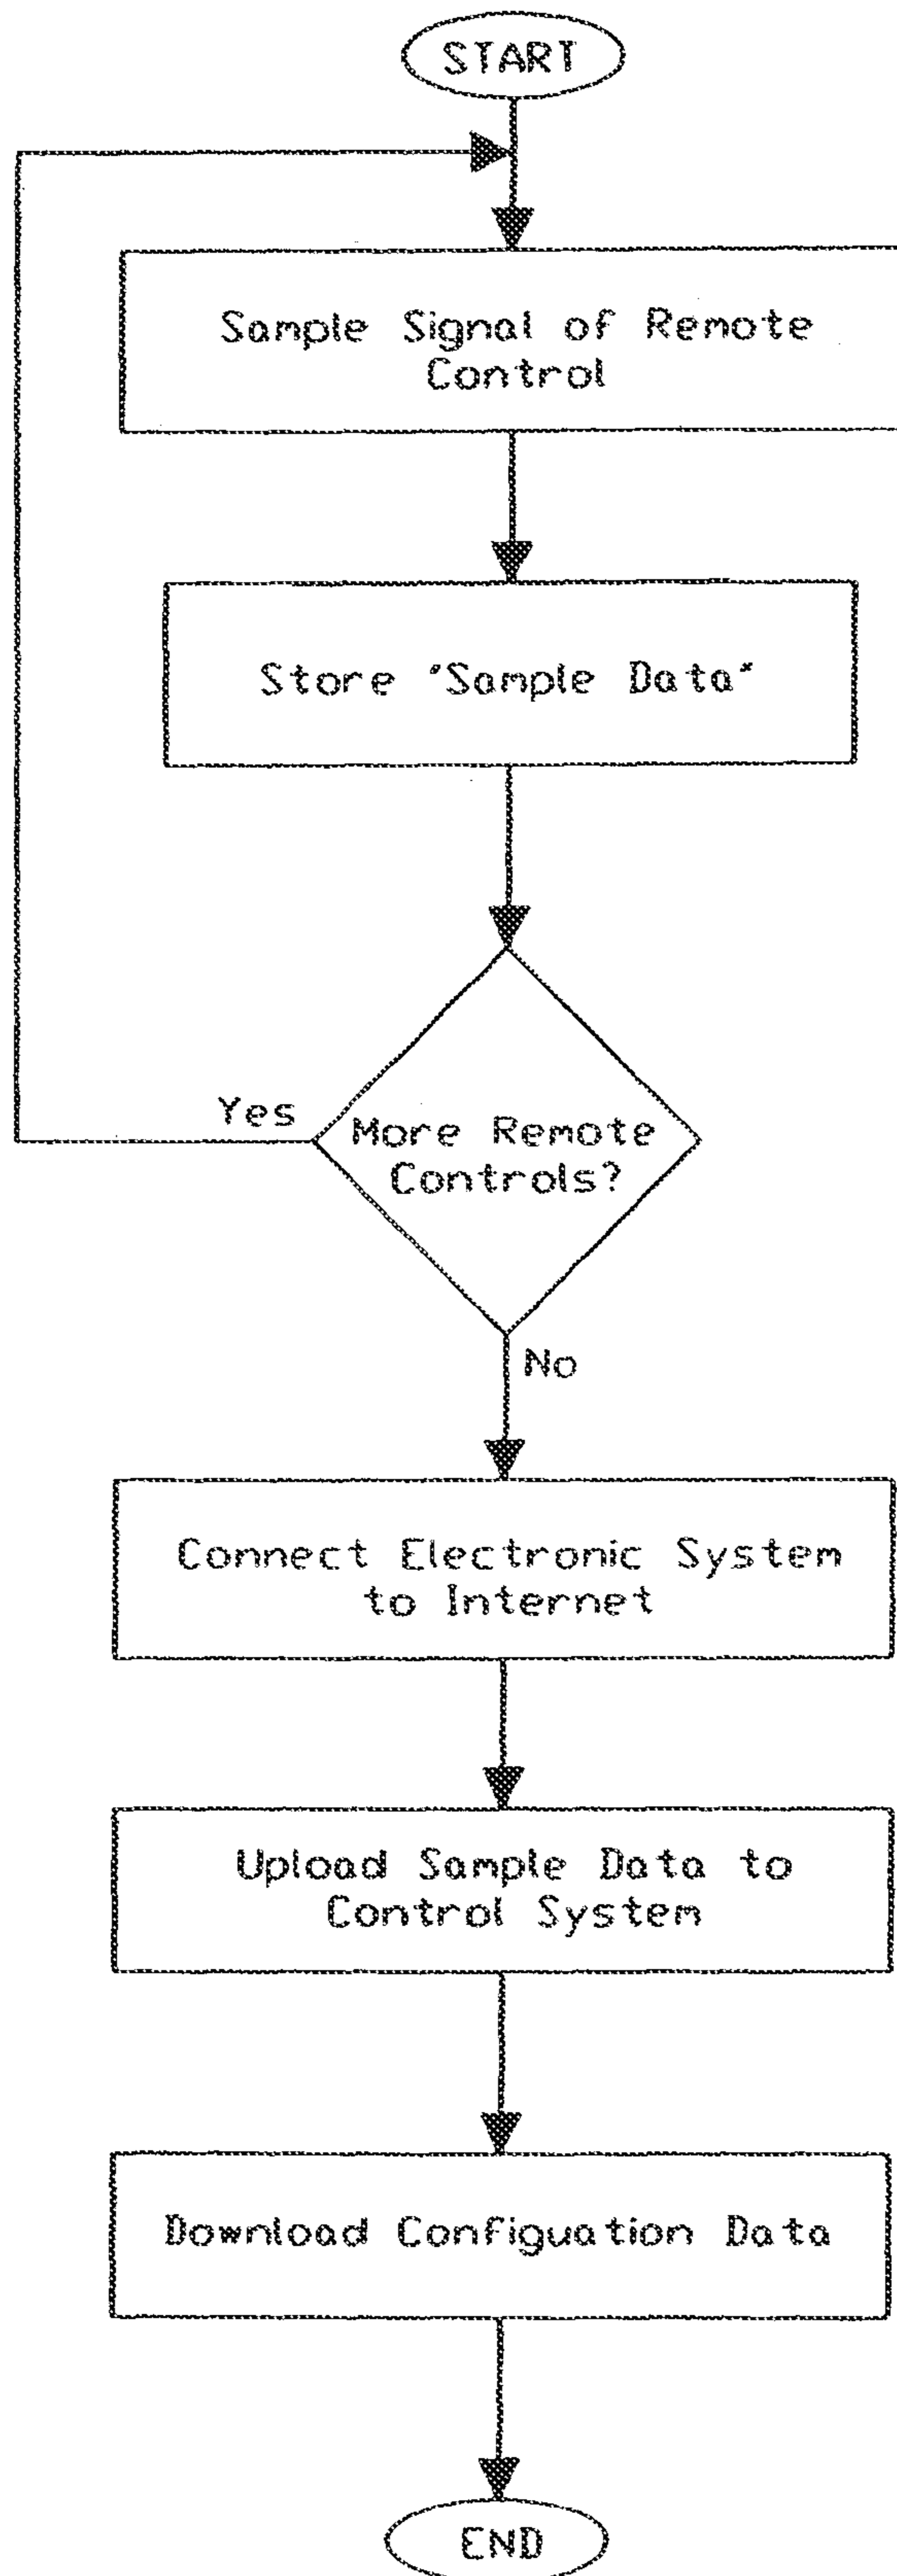 START
Sample Signal of Remote
Control
Store "Sample Data"
Yes
More Remote
Controls?
No
Connect Electronic System
to Internet
Upload Sample Data to
Control System
Download Configuation Data
END